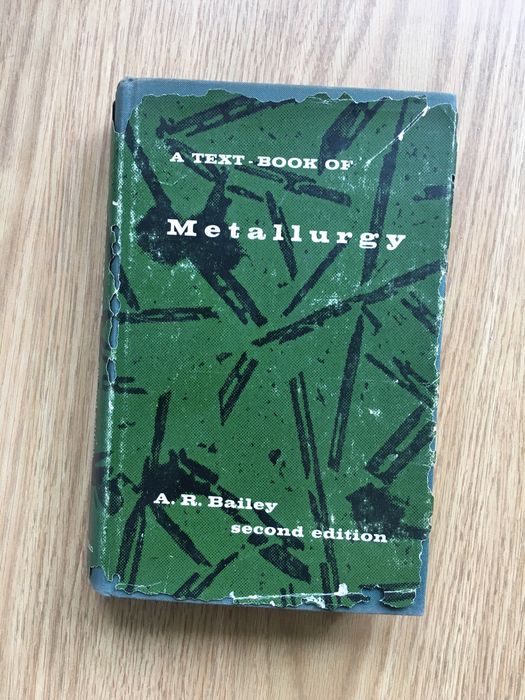 A TEXT-BOOK OF
Metallurgy
A. R. Bailey
second edition